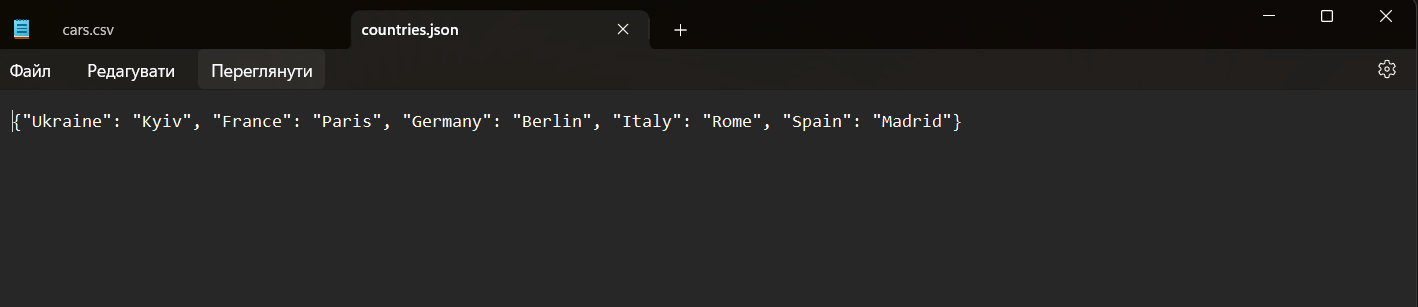 cars.csv countries.json
Файл Редагувати Переглянути
{"Ukraine": "Kyiv", "France": "Paris", "Germany": "Berlin", "Italy": "Rome", "Spain": "Madrid"}